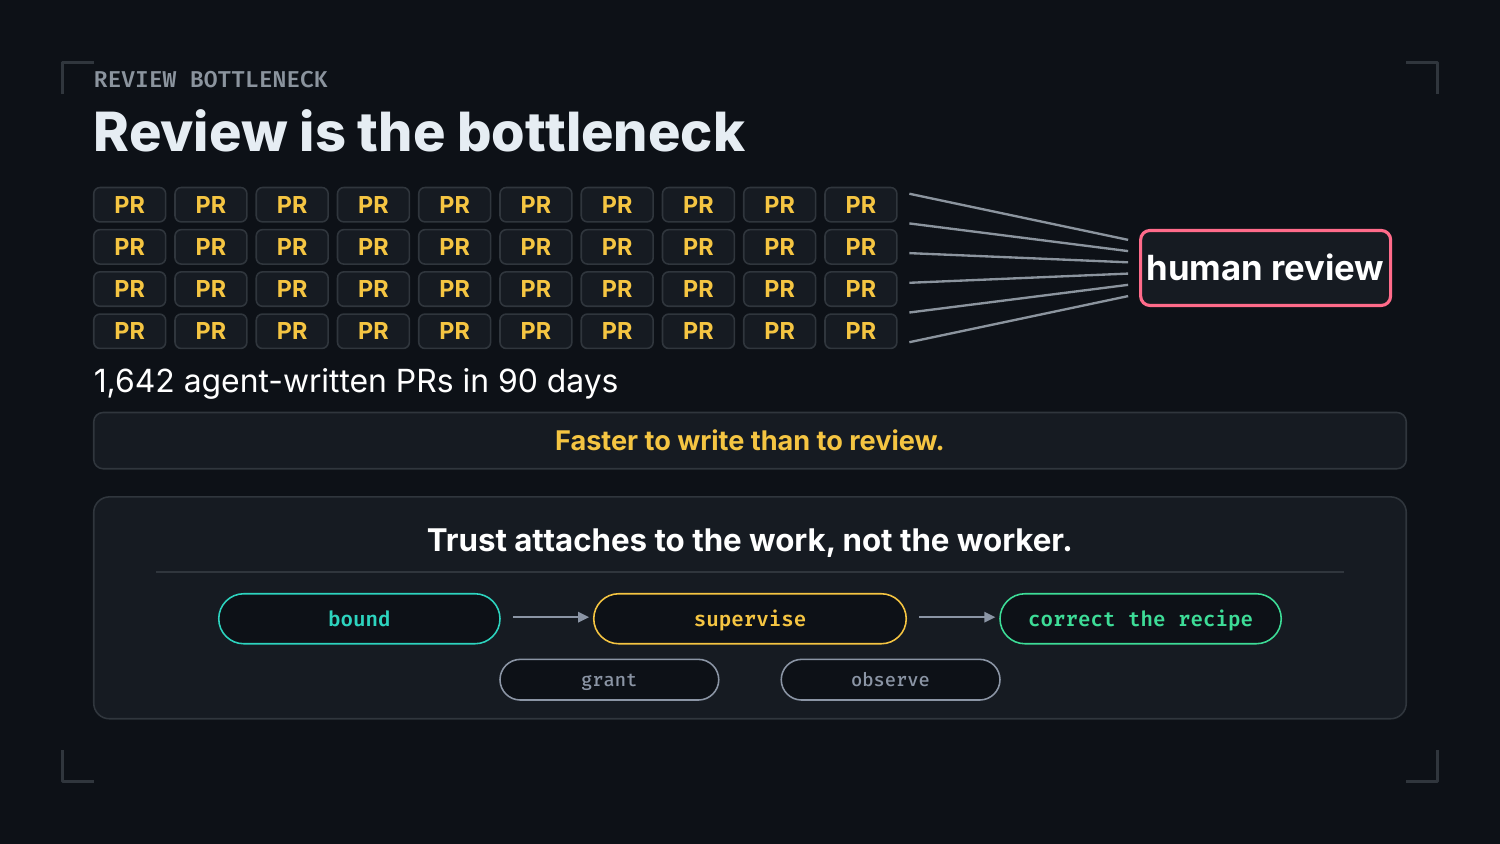 REVIEW BOTTLENECK
Review is the bottleneck
PR PR PR PR PR PR PR PR PR PR
PR PR PR PR PR PR PR PR PR PR
PR PR PR PR PR PR PR PR PR PR
PR PR PR PR PR PR PR PR PR PR
human review
1,642 agent-written PRs in 90 days
Faster to write than to review.
Trust attaches to the work, not the worker.
bound supervise correct the recipe
grant observe